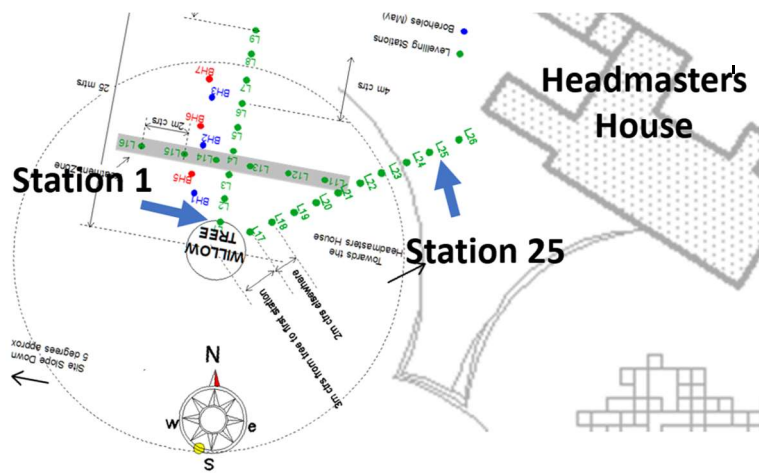 L9
L8
L7
L6
L5
L4
L3
L2
BH7
BH3
BH6
BH2
BH5
BH1
25 mtrs
2m ctrs
4m ctrs
Boreholes (May)
Levelling Stations
Headmasters
House
L16
L15
L14
L13
L12
L11
Station 1
L17
L18
L19
L20
L21
L22
L23
L24
L25
L26
Station 25
WILLOW
TREE
Towards the
Headmasters House
2m ctrs elsewhere
3m ctrs from tree to first station
Site Slope Down
5 degrees approx
N
w
e
S